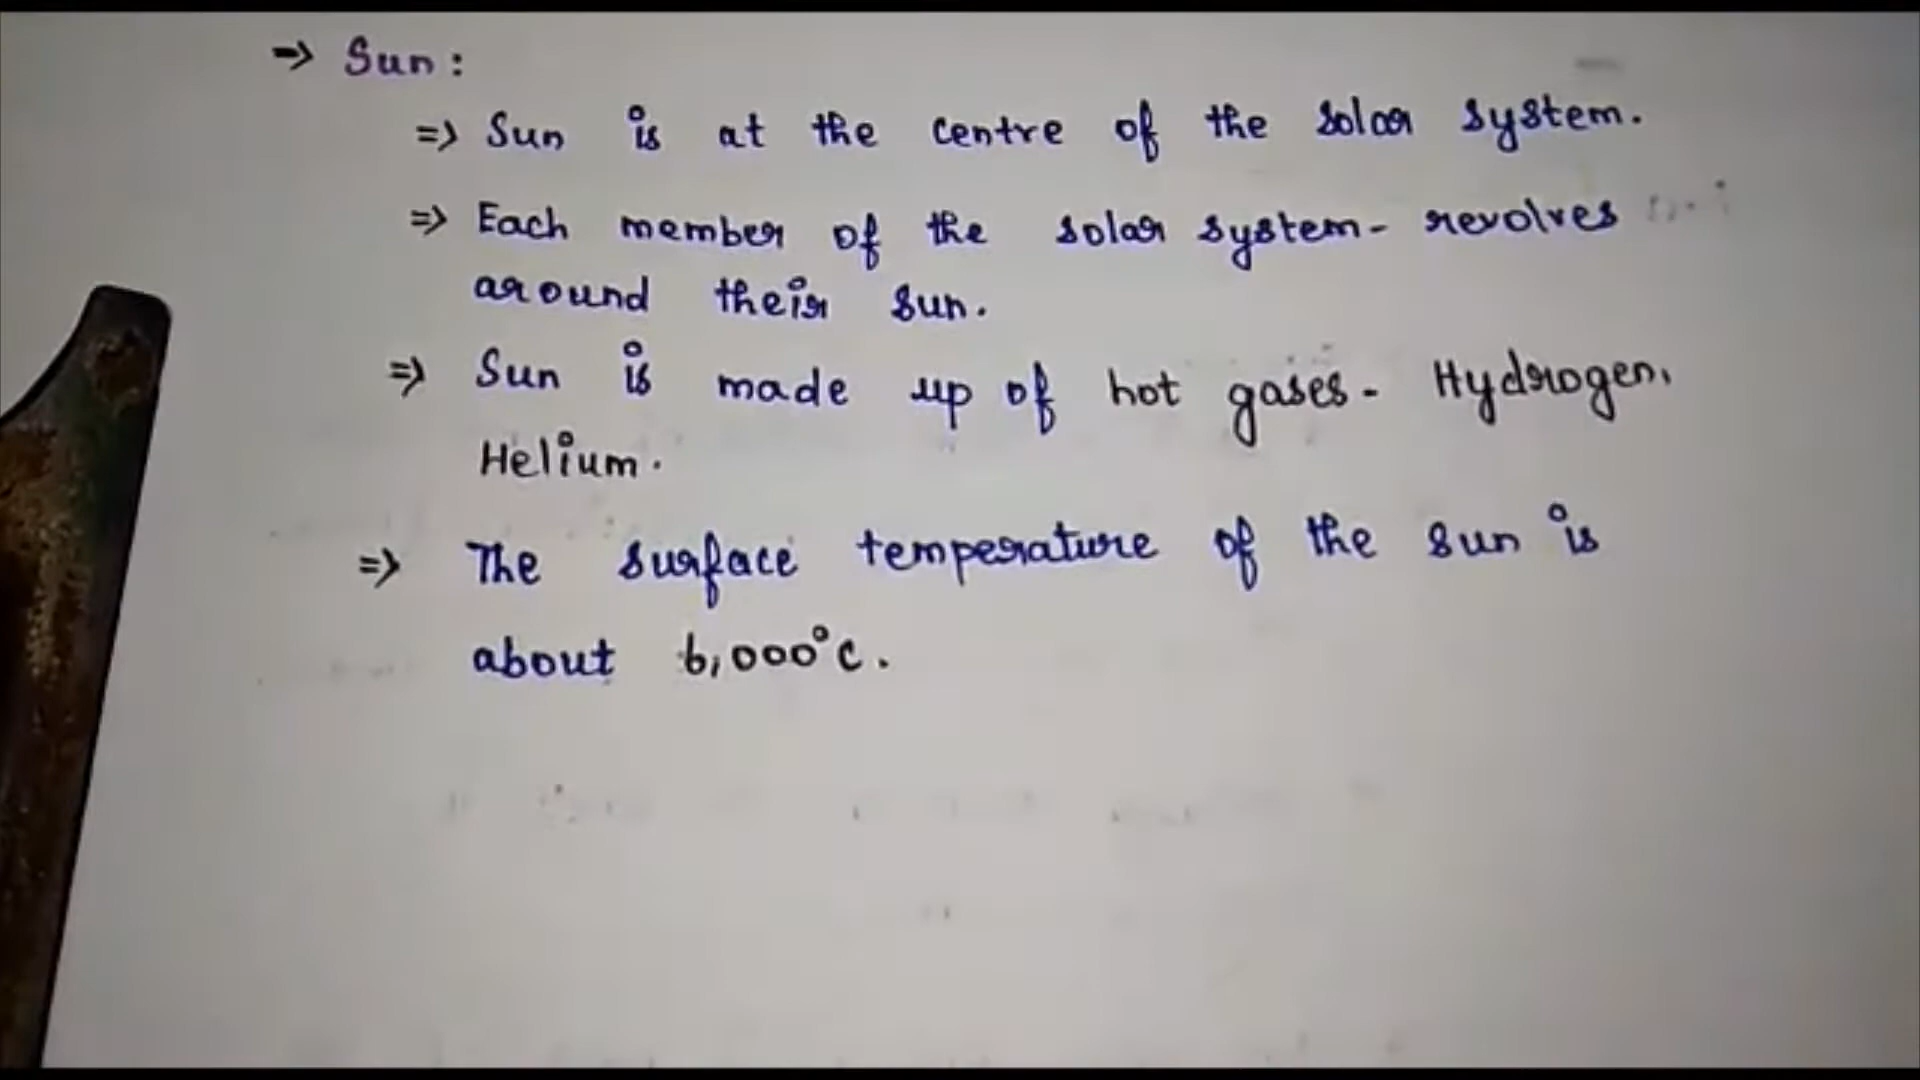 → Sun:
⇒ Sun is at the centre of the solar system.
⇒ Each member of the solar system- revolves
around their sun.
⇒ Sun is made up of hot gases- Hydrogen,
Helium.
⇒ The surface temperature of the sun is
about 6,000°c.